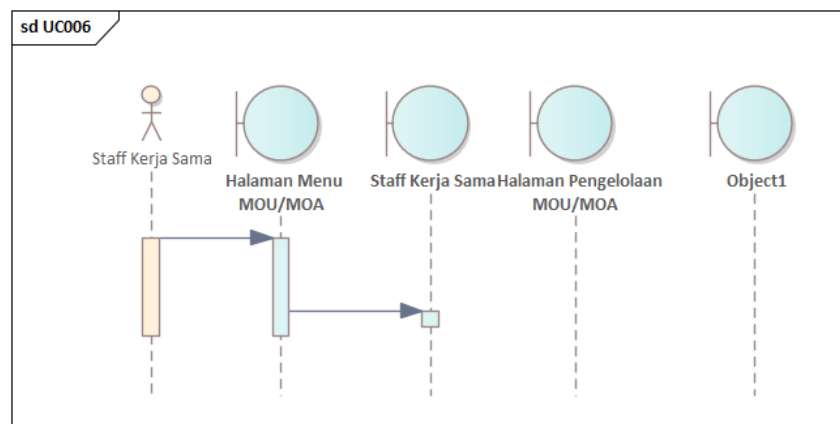 sd UC006
Staff Kerja Sama
Halaman Menu
MOU/MOA
Staff Kerja Sama
Halaman Pengelolaan
MOU/MOA
Object1